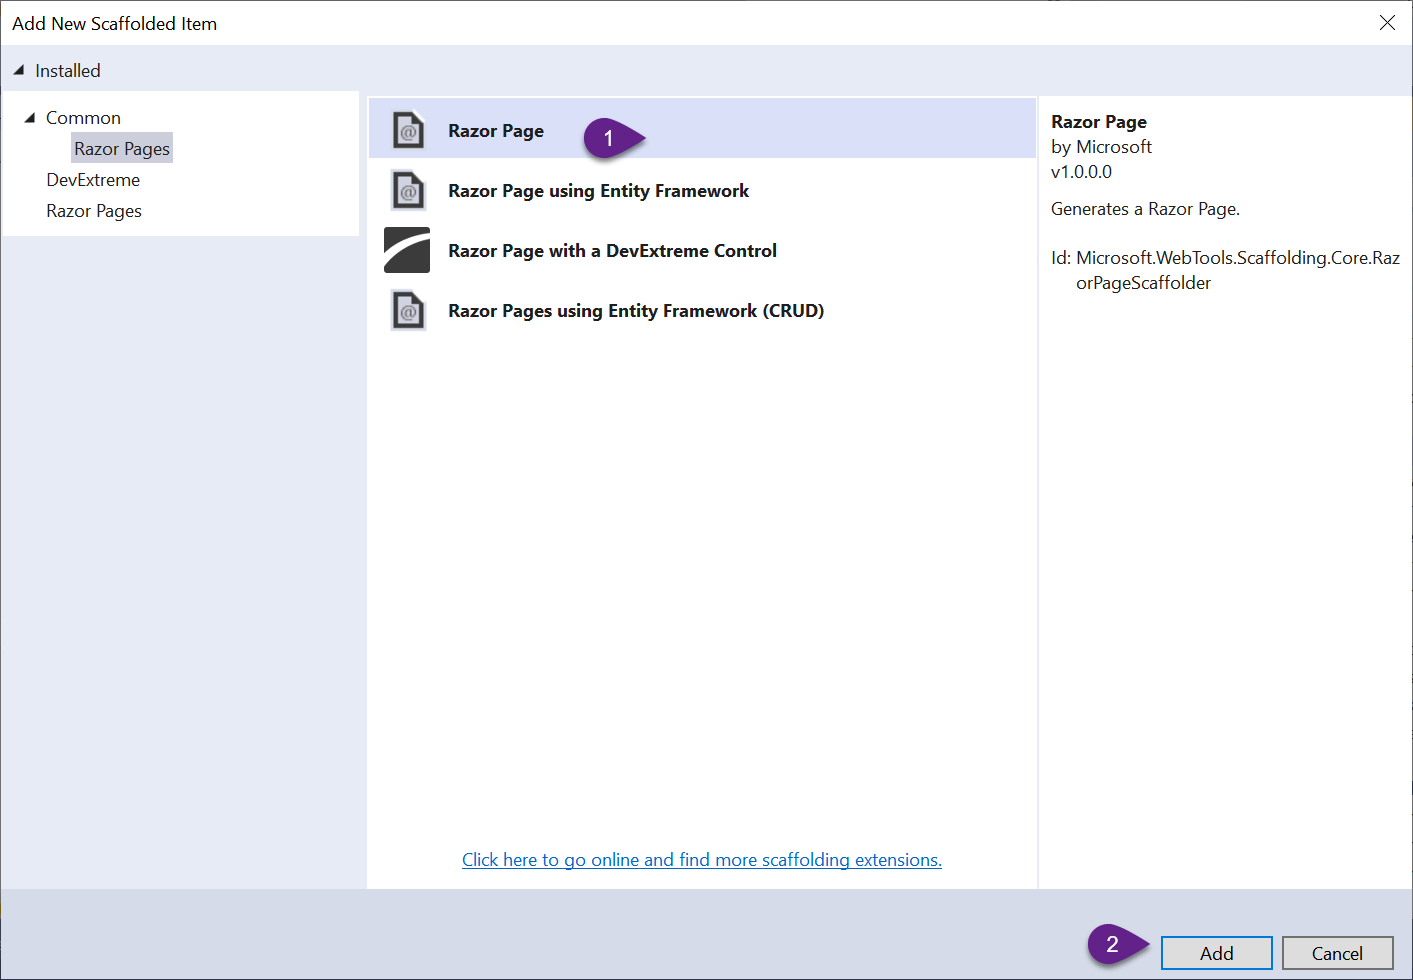 Add New Scaffolded Item
Installed
Common
Razor Pages
DevExtreme
Razor Pages
Razor Page
1
Razor Page using Entity Framework
Razor Page with a DevExtreme Control
Razor Pages using Entity Framework (CRUD)
Click here to go online and find more scaffolding extensions.
Razor Page
by Microsoft
v1.0.0.0
Generates a Razor Page.
Id: Microsoft.WebTools.Scaffolding.Core.Raz
orPageScaffolder
2
Add
Cancel